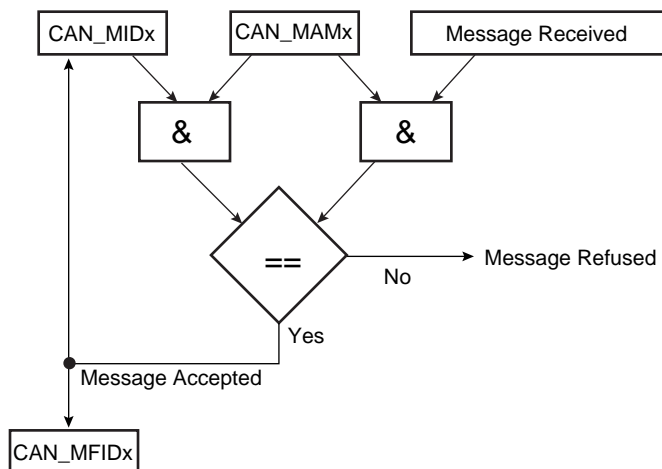 CAN_MIDx
CAN_MAMx
Message Received
&
&
==
No
Message Refused
Yes
Message Accepted
CAN_MFIDx